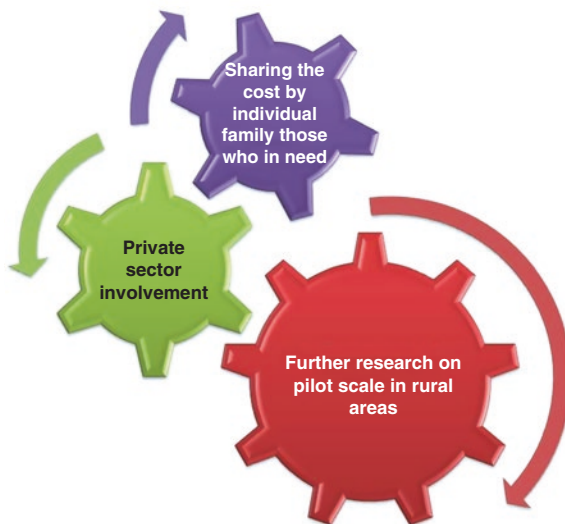 Sharing the
cost by
individual
family those
who in need
Private
sector
involvement
Further research on
pilot scale in rural
areas